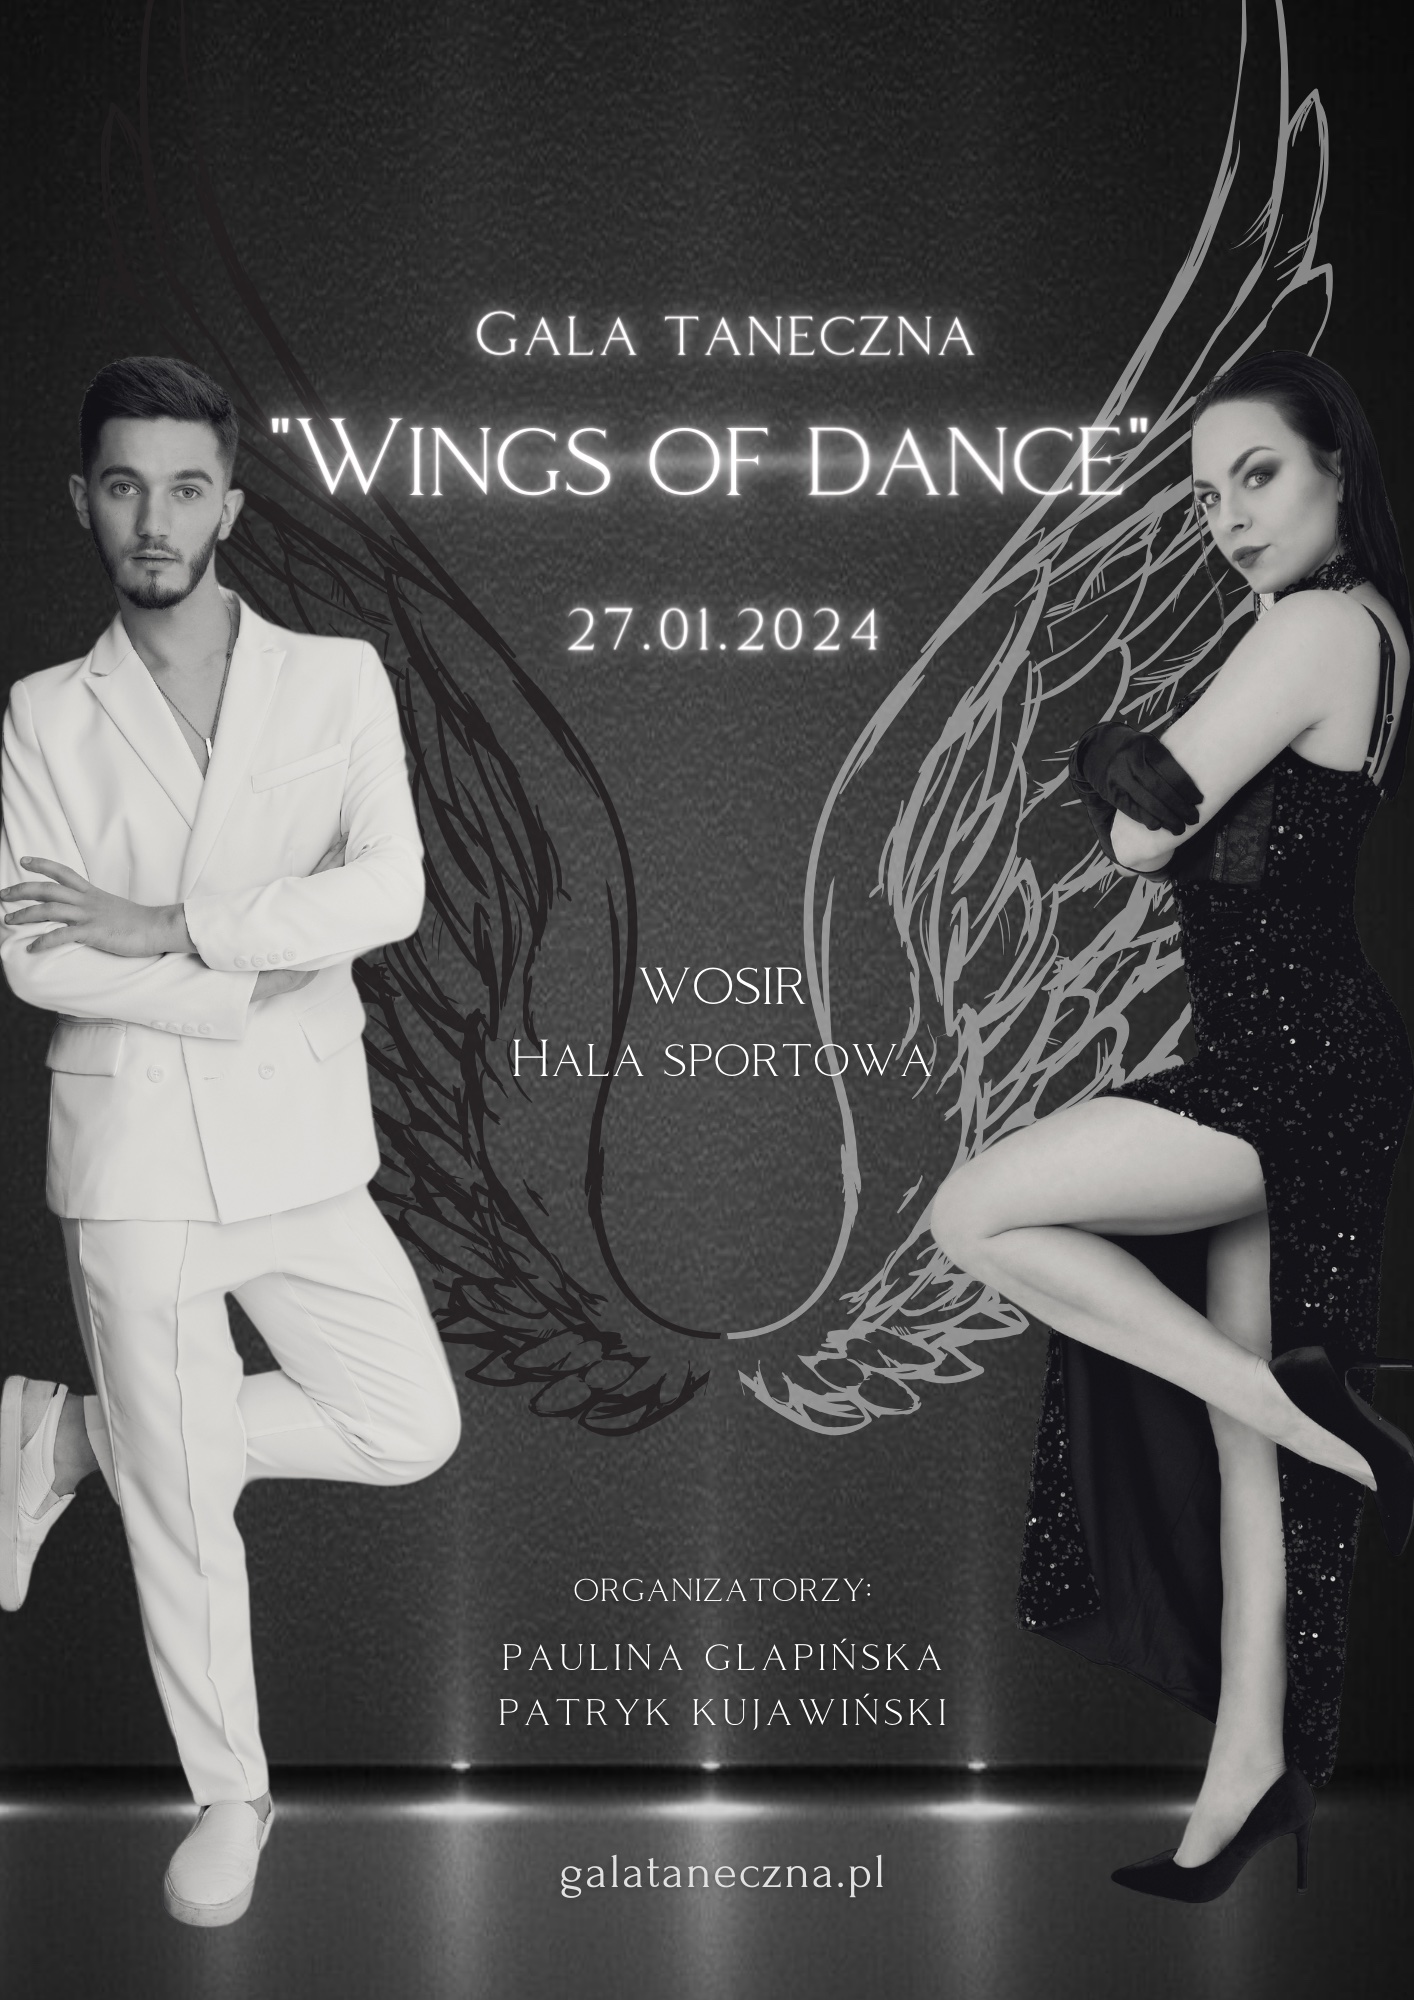 Gala taneczna
"Wings of dance"
27.01.2024
WOSIR
Hala sportowa
organizatorzy:
Paulina Glapińska
Patryk Kujawiński
galataneczna.pl